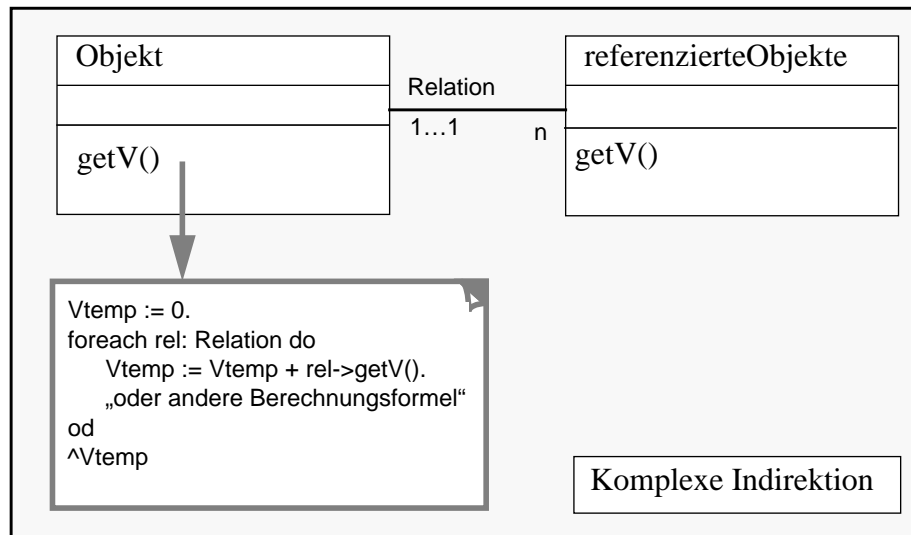 Objekt
getV()
Relation
1…1
n
referenzierteObjekte
getV()
Vtemp := 0.
foreach rel: Relation do
Vtemp := Vtemp + rel->getV().
„oder andere Berechnungsformel“
od
^Vtemp
Komplexe Indirektion